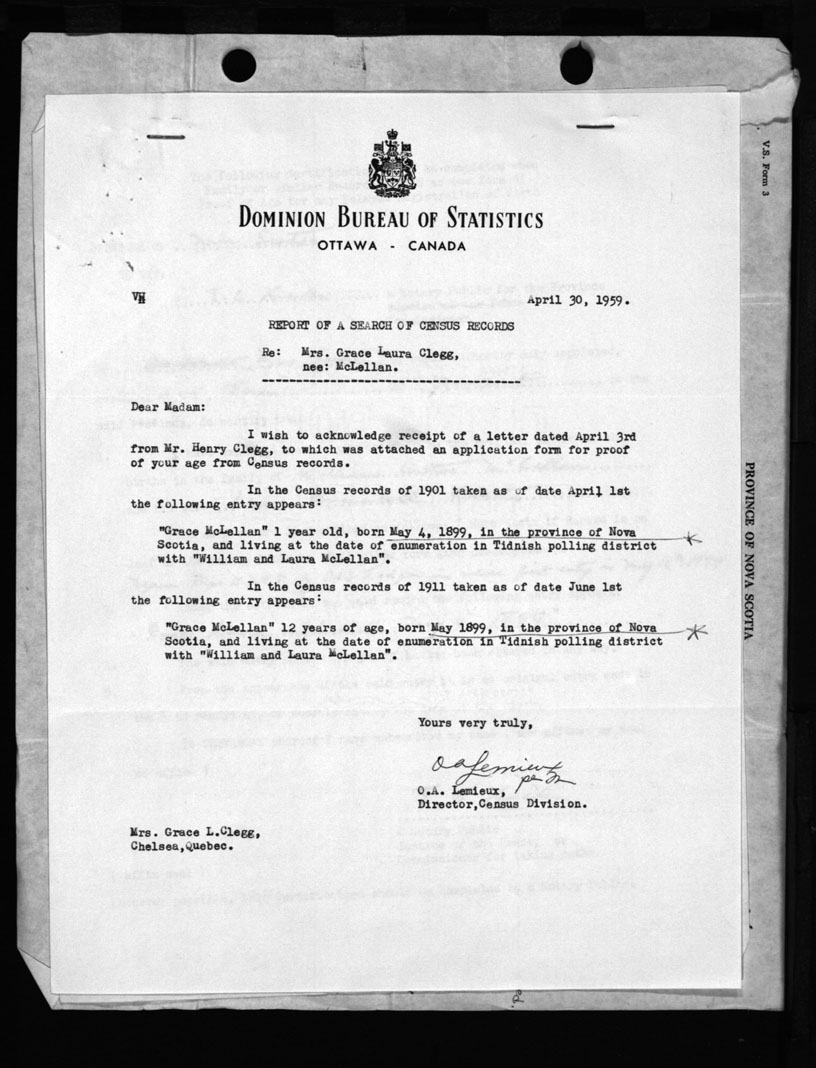 V.S. Form 3
DOMINION BUREAU OF STATISTICS
OTTAWA - CANADA
VH
April 30, 1959.
REPORT OF A SEARCH OF CENSUS RECORDS
Re: Mrs. Grace Laura Clegg,
nee: McLellan.
Dear Madam:
I wish to acknowledge receipt of a letter dated April 3rd
from Mr. Henry Clegg, to which was attached an application form for proof
of your age from Census records.
In the Census records of 1901 taken as of date April 1st
the following entry appears:
"Grace McLellan" 1 year old, born May 4, 1899, in the province of Nova
Scotia, and living at the date of enumeration in Tidnish polling district
with "William and Laura McLellan".
In the Census records of 1911 taken as of date June 1st
the following entry appears:
"Grace McLellan" 12 years of age, born May 1899, in the province of Nova
Scotia, and living at the date of enumeration in Tidnish polling district
with "William and Laura McLellan".
PROVINCE OF NOVA SCOTIA
Yours very truly,
OALemieux
per
O.A. Lemieux,
Director,Census Division.
Mrs. Grace L.Clegg,
Chelsea,Quebec.